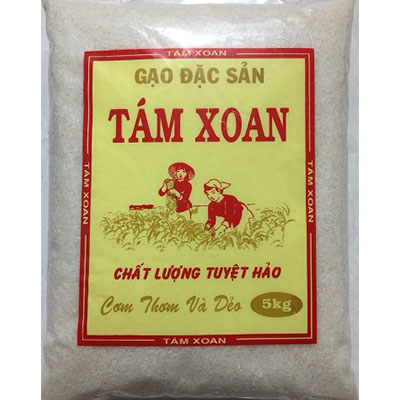 TÁM XOAN
GẠO ĐẶC SẢN
TÁM XOAN
TÁM XOAN
TÁM XOAN
CHẤT LƯỢNG TUYỆT HẢO
Cơm Thơm Và Dẻo 5kg
TÁM XOAN